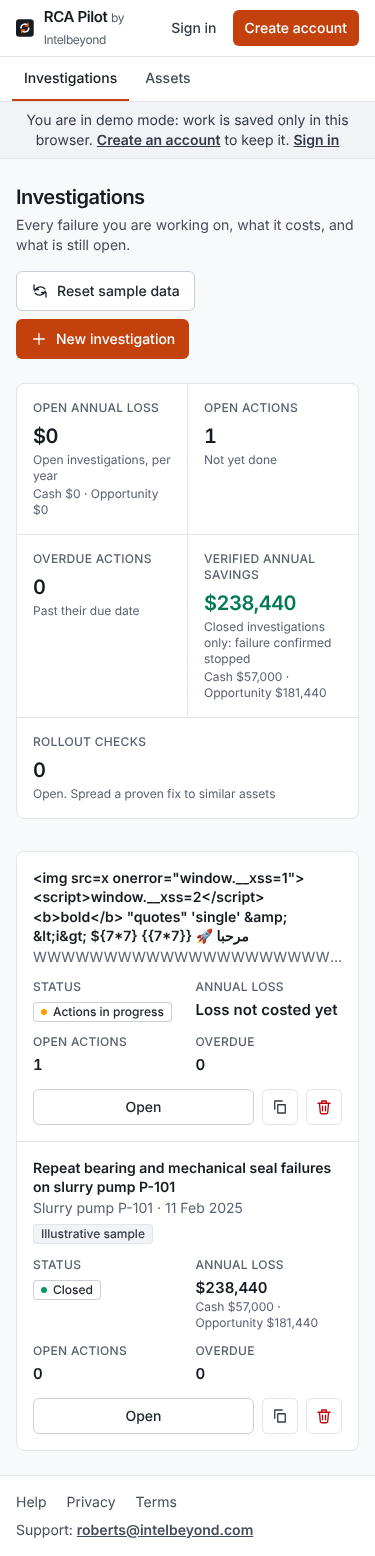 RCA Pilot by
Intelbeyond
Sign in
Create account
Investigations
Assets
You are in demo mode: work is saved only in this
browser. Create an account to keep it. Sign in
Investigations
Every failure you are working on, what it costs, and
what is still open.
Reset sample data
New investigation
OPEN ANNUAL LOSS
$0
Open investigations, per
year
Cash $0 · Opportunity
$0
OPEN ACTIONS
1
Not yet done
OVERDUE ACTIONS
0
Past their due date
VERIFIED ANNUAL
SAVINGS
$238,440
Closed investigations
only: failure confirmed
stopped
Cash $57,000 ·
Opportunity $181,440
ROLLOUT CHECKS
0
Open. Spread a proven fix to similar assets
<img src=x onerror="window.__xss=1">
<script>window.__xss=2</script>
<b>bold</b> "quotes" 'single' &amp;
&lt;i&gt; ${7*7} {{7*7}} 🚀 مرحبا
WWWWWWWWWWWWWWWWWWWWWW...
STATUS
Actions in progress
ANNUAL LOSS
Loss not costed yet
OPEN ACTIONS
1
OVERDUE
0
Open
Repeat bearing and mechanical seal failures
on slurry pump P-101
Slurry pump P-101 · 11 Feb 2025
Illustrative sample
STATUS
Closed
ANNUAL LOSS
$238,440
Cash $57,000 ·
Opportunity $181,440
OPEN ACTIONS
0
OVERDUE
0
Open
Help
Privacy
Terms
Support: roberts@intelbeyond.com